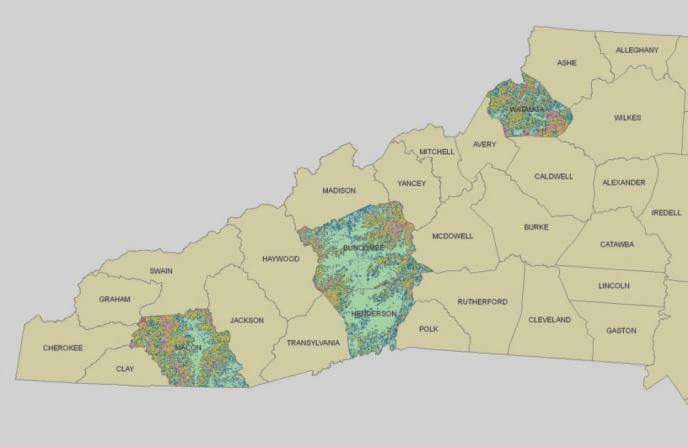 ALLEGHANY
ASHE
WATAUGA
WILKES
AVERY
MITCHELL
CALDWELL
ALEXANDER
YANCEY
MADISON
IREDELL
BURKE
MCDOWELL
CATAWBA
BUNCOMBE
HAYWOOD
SWAIN
LINCOLN
GRAHAM
RUTHERFORD
HENDERSON
JACKSON
CLEVELAND
POLK
GASTON
TRANSYLVANIA
CHEROKEE
MACON
CLAY